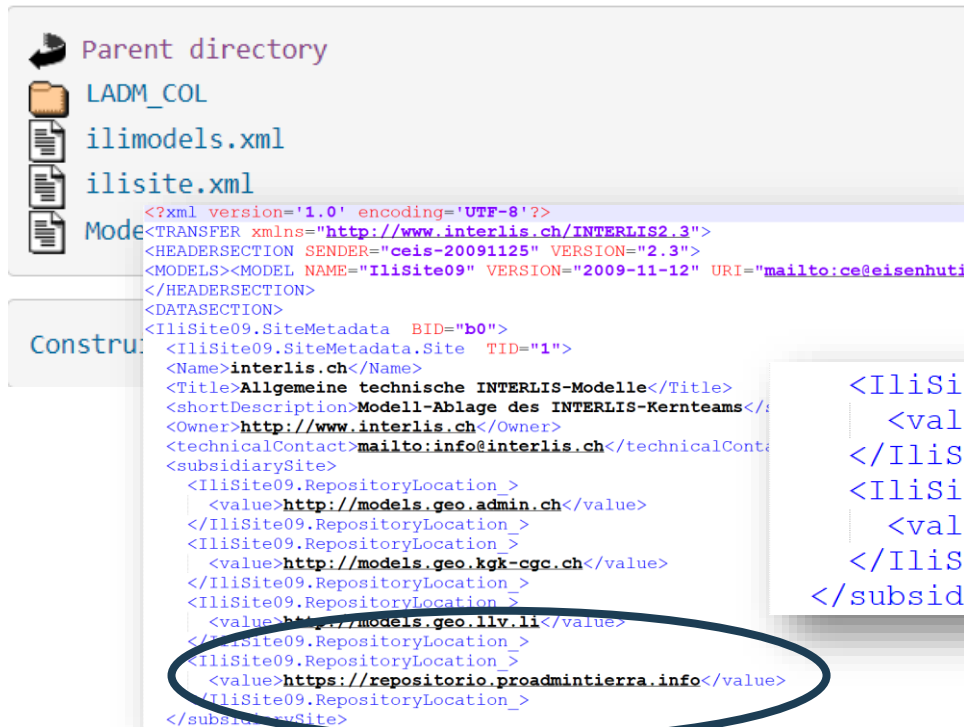 Parent directory
LADM_COL
ilimodels.xml
ilisite.xml
Mode
Constru
<?xml version='1.0' encoding='UTF-8'?>
<TRANSFER xmlns="http://www.interlis.ch/INTERLIS2.3">
<HEADERSECTION SENDER="ceis-20091125" VERSION="2.3">
<MODELS><MODEL NAME="IliSite09" VERSION="2009-11-12" URI="mailto:ce@eisenhuti
</HEADERSECTION>
<DATASECTION>
<IliSite09.SiteMetadata BID="b0">
<IliSite09.SiteMetadata.Site TID="1">
<Name>interlis.ch</Name>
<Title>Allgemeine technische INTERLIS-Modelle</Title>
<shortDescription>Modell-Ablage des INTERLIS-Kernteams</s
<Owner>http://www.interlis.ch</Owner>
<technicalContact>mailto:info@interlis.ch</technicalConta
<subsidiarySite>
<IliSite09.RepositoryLocation_>
<value>http://models.geo.admin.ch</value>
</IliSite09.RepositoryLocation_>
<IliSite09.RepositoryLocation_>
<value>http://models.geo.kgk-cgc.ch</value>
</IliSite09.RepositoryLocation_>
<IliSite09.RepositoryLocation_>
<value>http://models.geo.llv.li</value>
</IliSite09.RepositoryLocation_>
<IliSite09.RepositoryLocation_>
<value>https://repositorio.proadmintierra.info</value>
</IliSite09.RepositoryLocation_>
</subsidiarySite>
<IliSi
<val
</IliS
<IliSi
<val
</IliS
</subsid